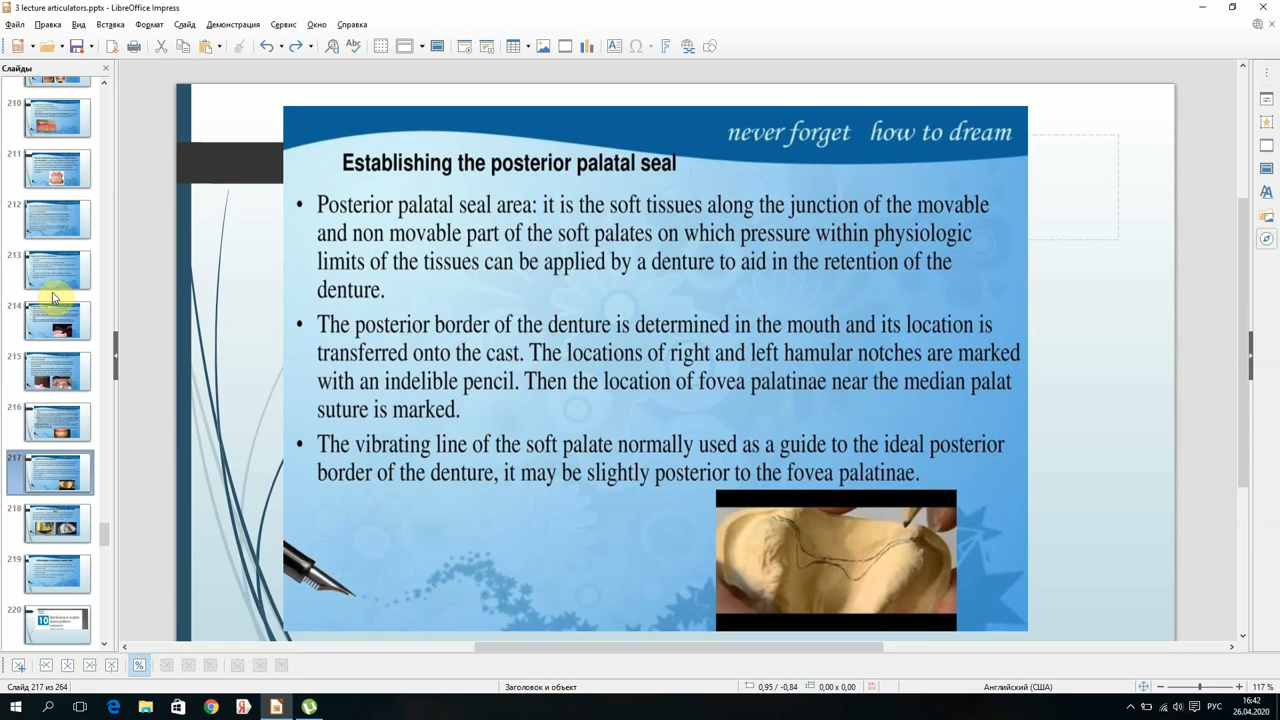 3 lecture articulators.pptx - LibreOffice Impress
Файл Правка Вид Вставка Формат Слайд Демонстрация Сервис Окно Справка
Слайды
210
211
212
213
214
215
216
217
218
219
220
10
never forget how to dream
Establishing the posterior palatal seal
• Posterior palatal seal area: it is the soft tissues along the junction of the movable
and non movable part of the soft palates on which pressure within physiologic
limits of the tissues can be applied by a denture to aid in the retention of the
denture.
• The posterior border of the denture is determined in the mouth and its location is
transferred onto the cast. The locations of right and left hamular notches are marked
with an indelible pencil. Then the location of fovea palatinae near the median palat
suture is marked.
• The vibrating line of the soft palate normally used as a guide to the ideal posterior
border of the denture, it may be slightly posterior to the fovea palatinae.
Слайд 217 из 264 Заголовок и объект 0,95 / -0,84 0,00 x 0,00 Английский (США) 117 %
РУС
16:42
26.04.2020